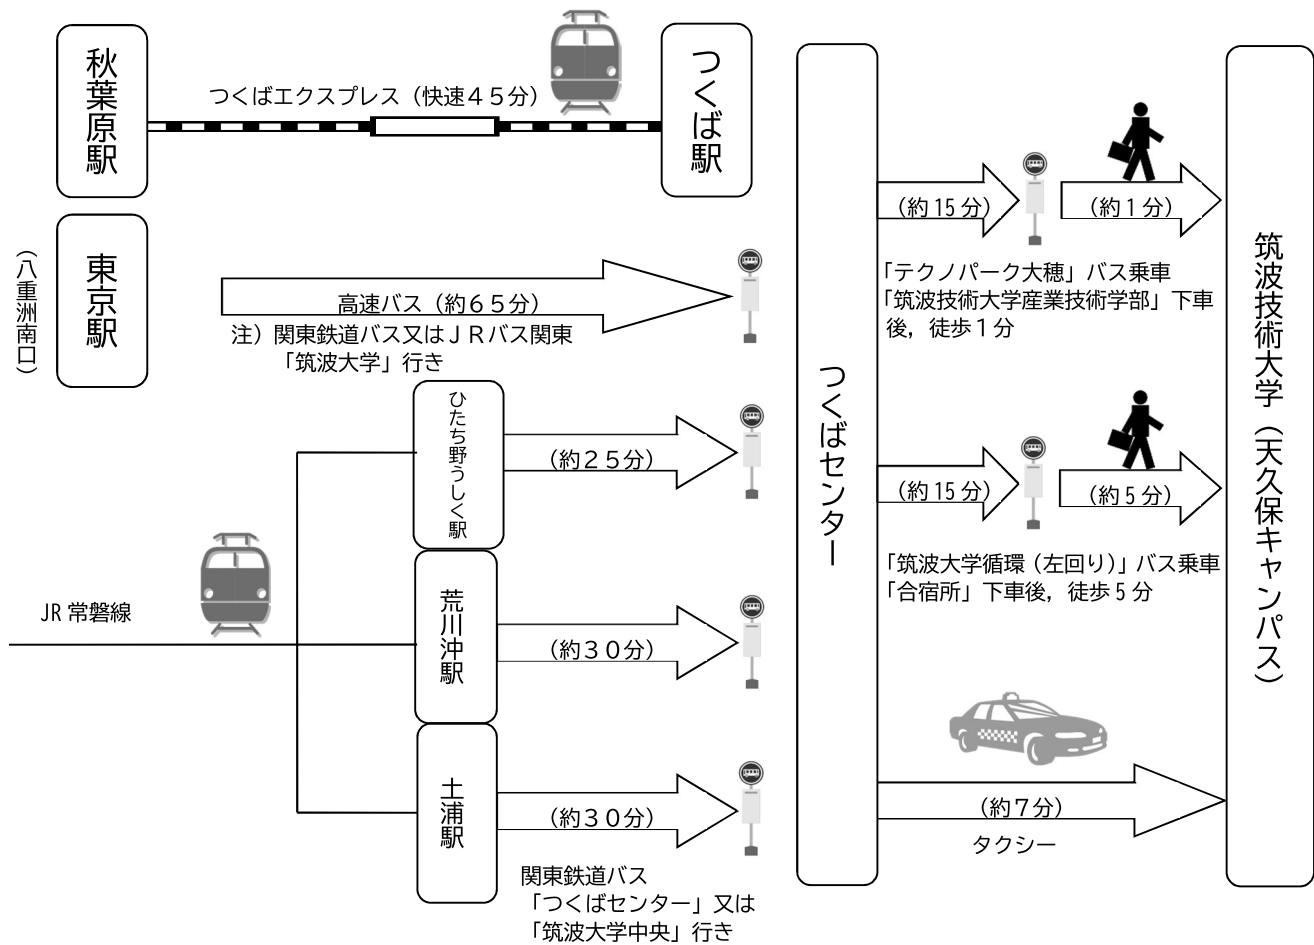 秋葉原駅
つくばエクスプレス（快速４５分）
つくば駅
東京駅
（八重洲南口）
高速バス（約６５分）
注）関東鉄道バス又はＪＲバス関東
「筑波大学」行き
JR 常磐線
ひたち野うしく駅
（約２５分）
荒川沖駅
（約３０分）
土浦駅
（約３０分）
関東鉄道バス
「つくばセンター」又は
「筑波大学中央」行き
つくばセンター
（約 15 分）
（約１分）
「テクノパーク大穂」バス乗車
「筑波技術大学産業技術学部」下車
後，徒歩１分
（約 15 分）
（約 5 分）
「筑波大学循環（左回り）」バス乗車
「合宿所」下車後，徒歩 5 分
（約７分）
タクシー
筑波技術大学（天久保キャンパス）